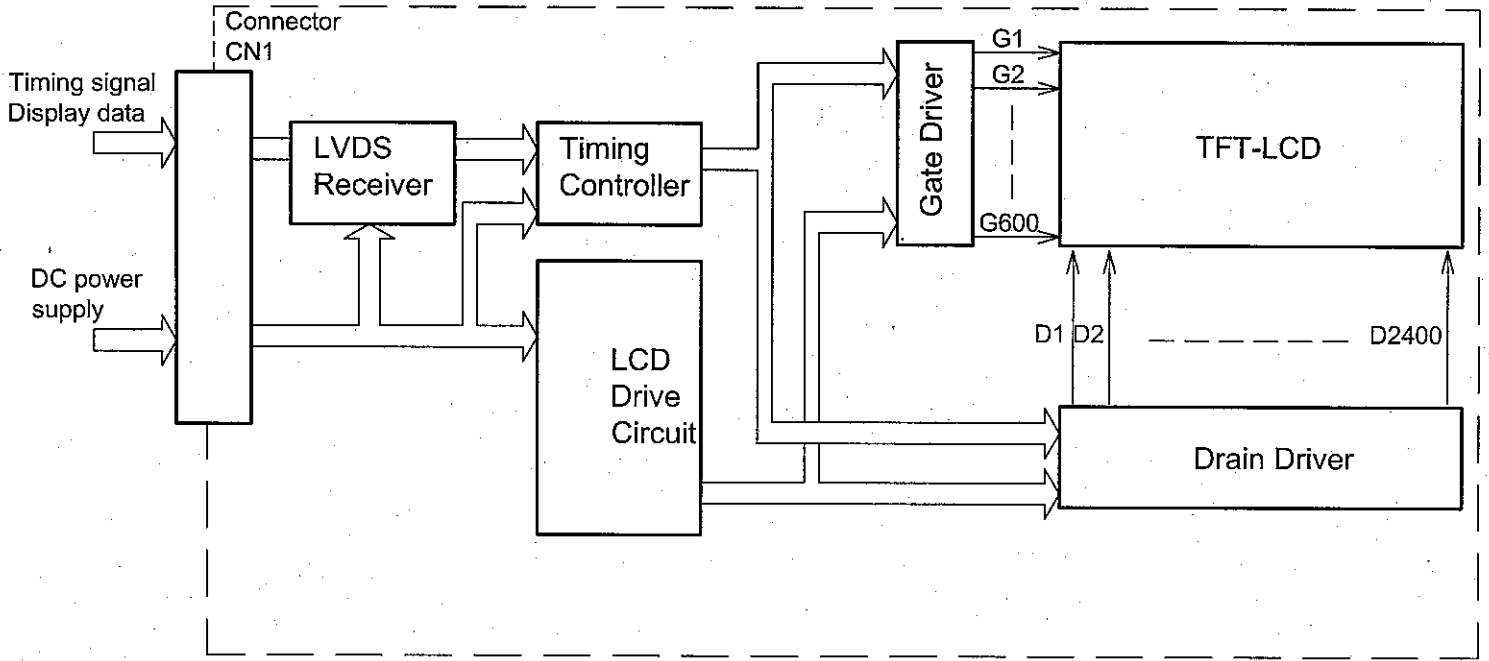 Connector
CN1
Timing signal
Display data
DC power
supply
LVDS
Receiver
Timing
Controller
LCD
Drive
Circuit
Gate Driver
G1
G2
G600
TFT-LCD
D1
D2
D2400
Drain Driver